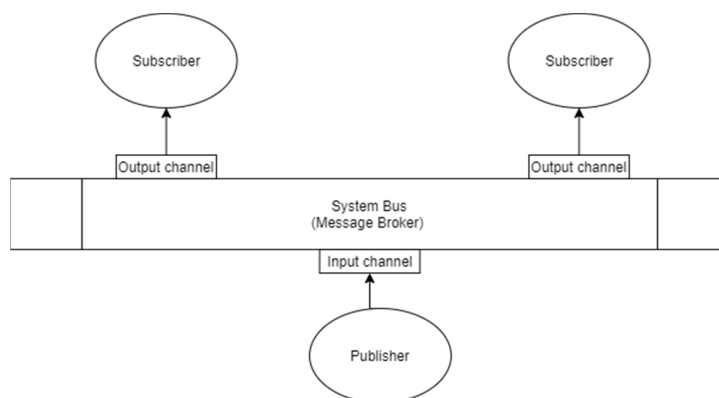 Subscriber
Subscriber
Output channel
Output channel
System Bus
(Message Broker)
Input channel
Publisher